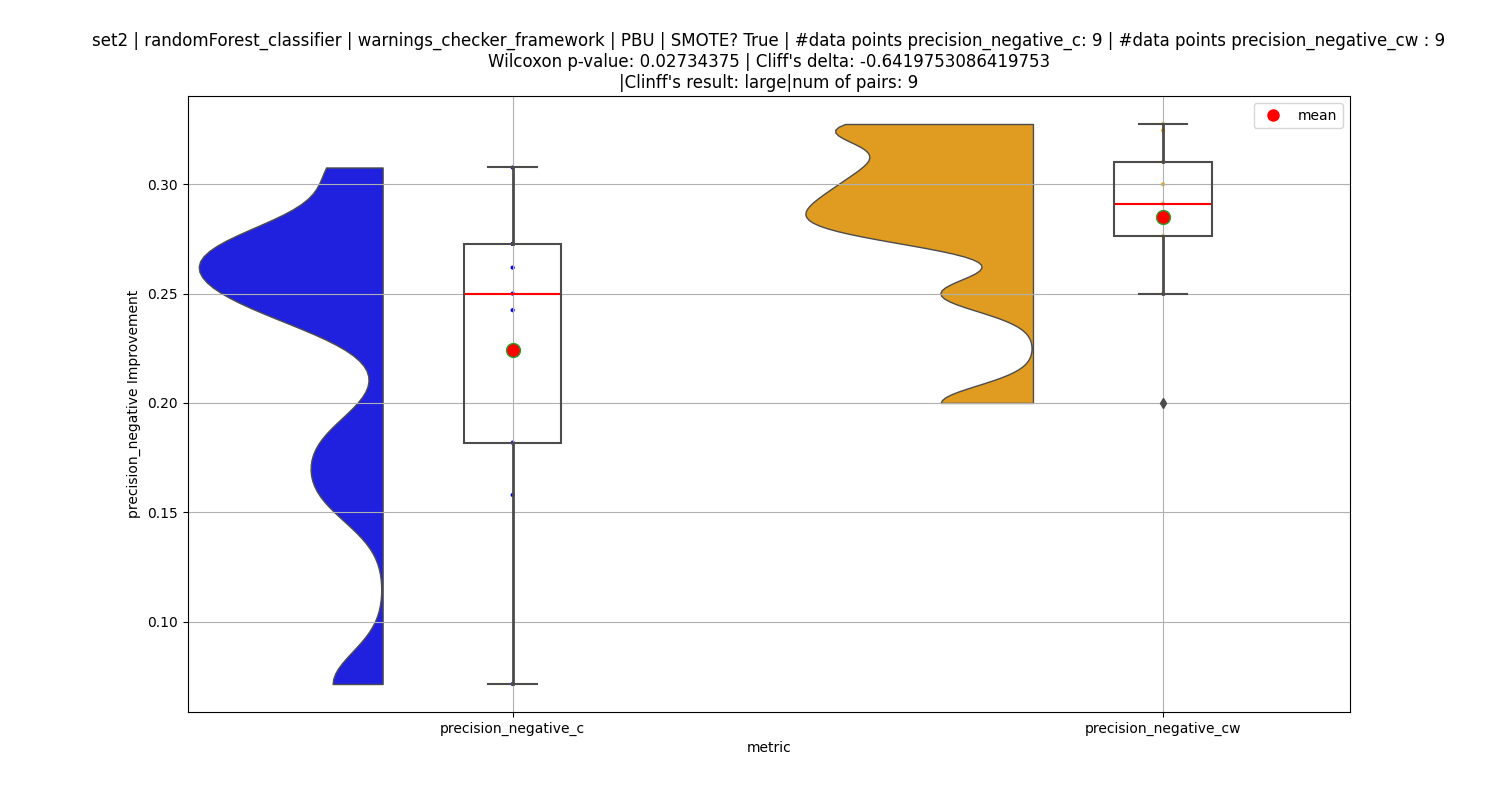 set2 | randomForest_classifier | warnings_checker_framework | PBU | SMOTE? True | #data points precision_negative_c: 9 | #data points precision_negative_cw : 9
Wilcoxon p-value: 0.02734375 | Cliff's delta: -0.6419753086419753
|Clinff's result: large|num of pairs: 9
mean
0.30
0.25
0.20
0.15
0.10
precision_negative Improvement
precision_negative_c
precision_negative_cw
metric